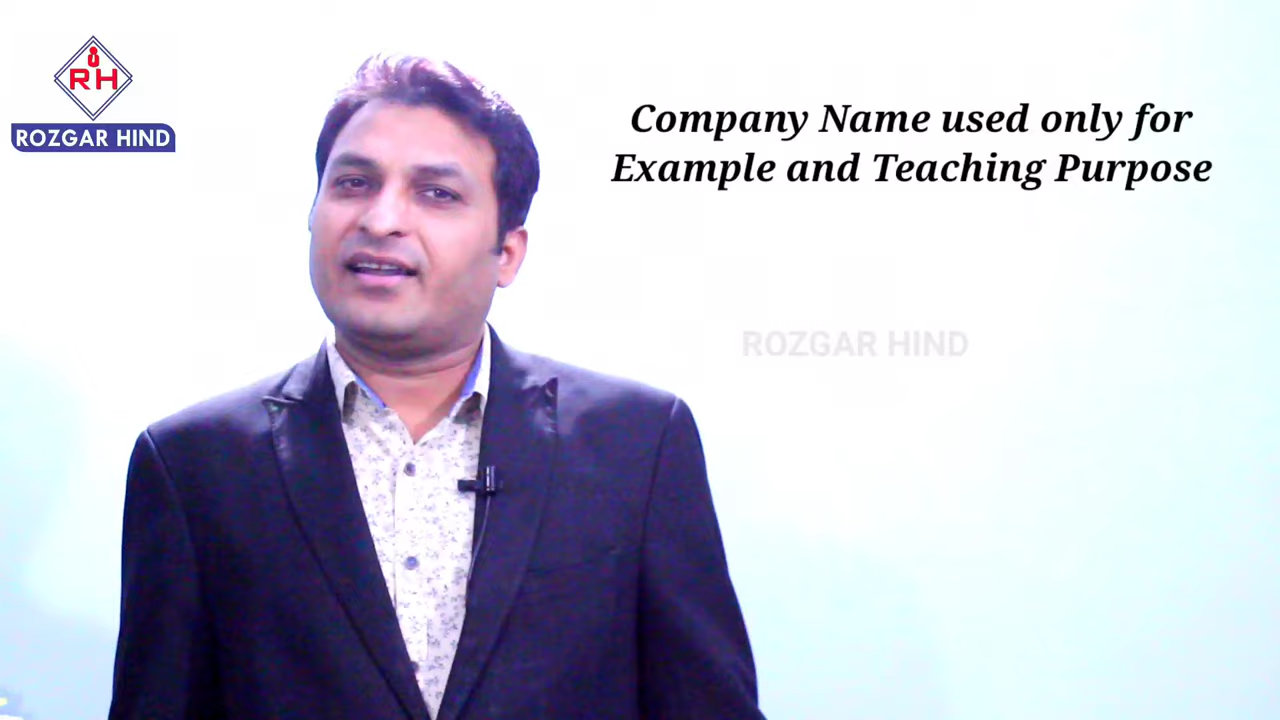 RH
ROZGAR HIND
Company Name used only for
Example and Teaching Purpose
ROZGAR HIND